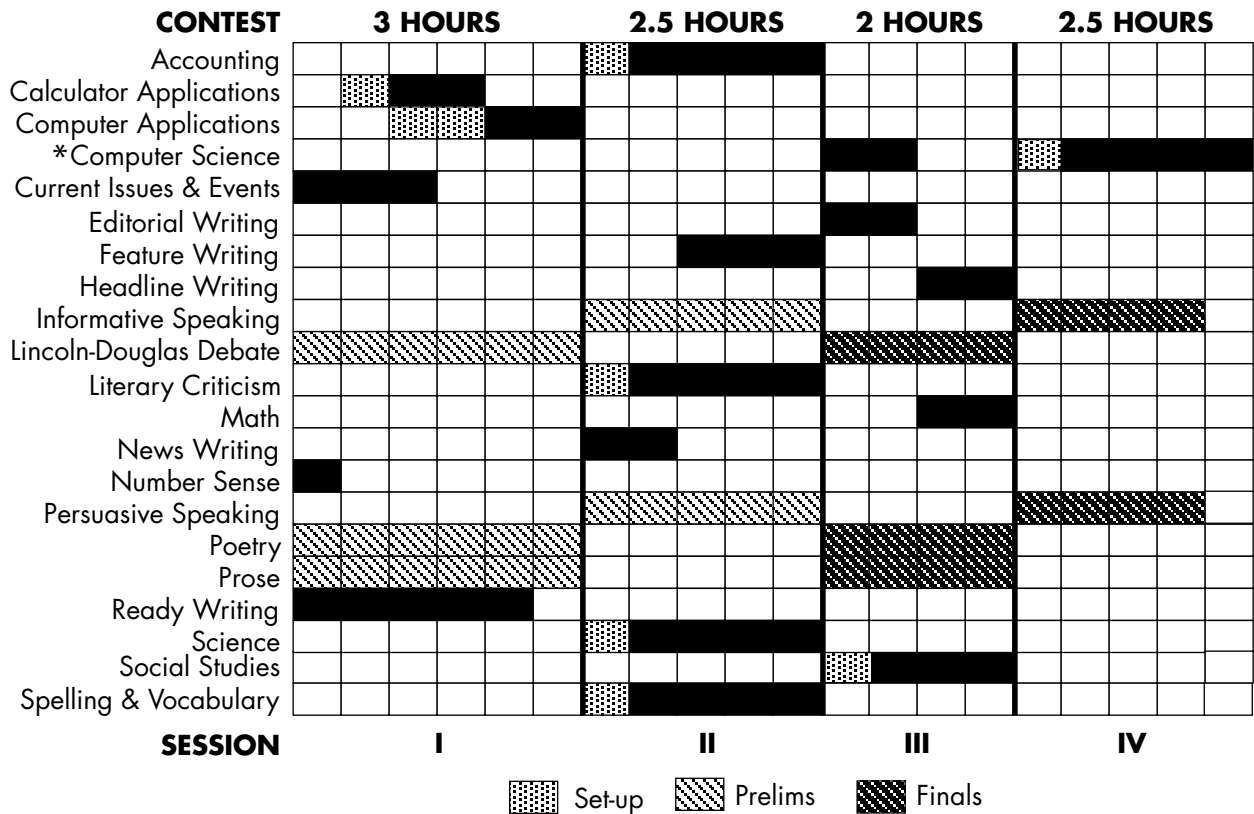 CONTEST 3 HOURS 2.5 HOURS 2 HOURS 2.5 HOURS
Accounting
Calculator Applications
Computer Applications
*Computer Science
Current Issues & Events
Editorial Writing
Feature Writing
Headline Writing
Informative Speaking
Lincoln-Douglas Debate
Literary Criticism
Math
News Writing
Number Sense
Persuasive Speaking
Poetry
Prose
Ready Writing
Science
Social Studies
Spelling & Vocabulary
SESSION I II III IV
Set-up Prelims Finals